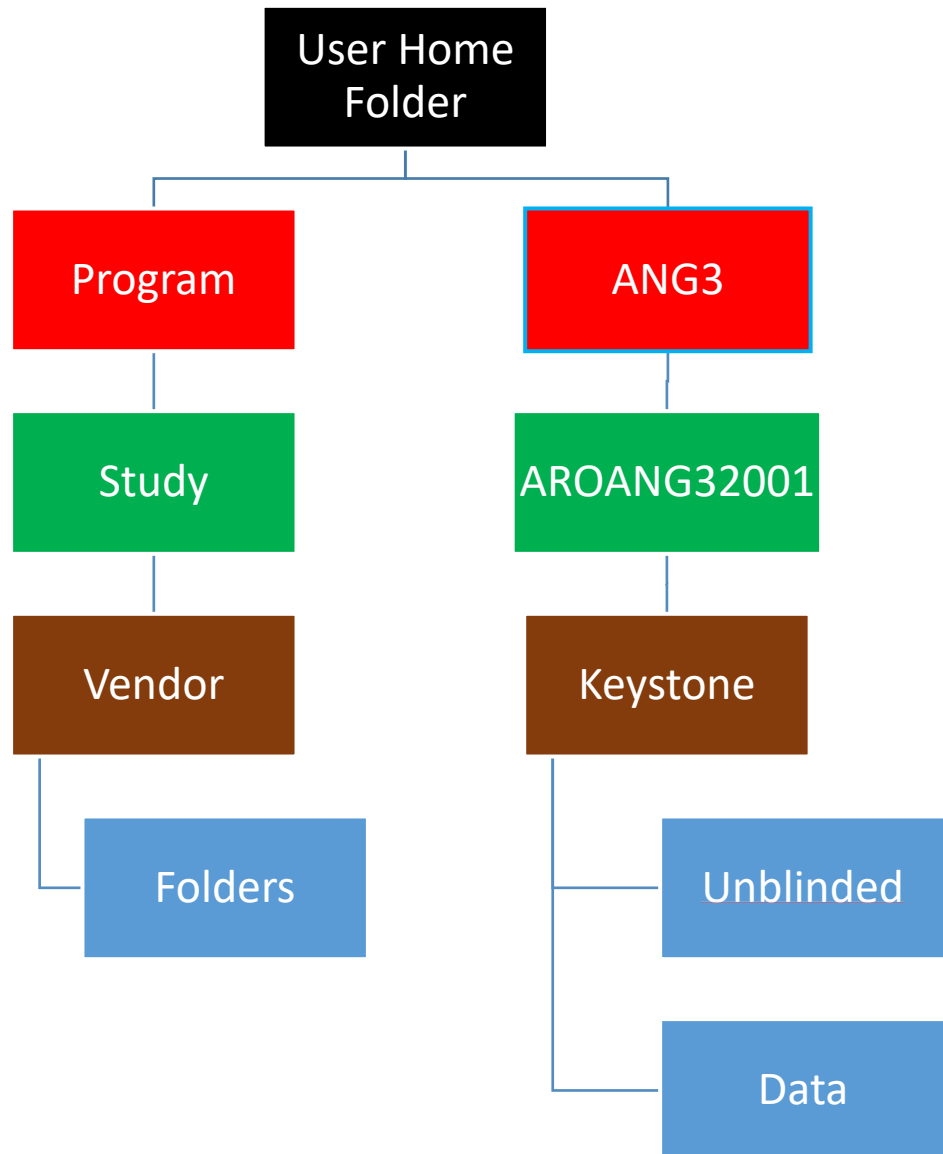 User Home
Folder
Program
ANG3
Study
AROANG32001
Vendor
Keystone
Folders
Unblinded
Data